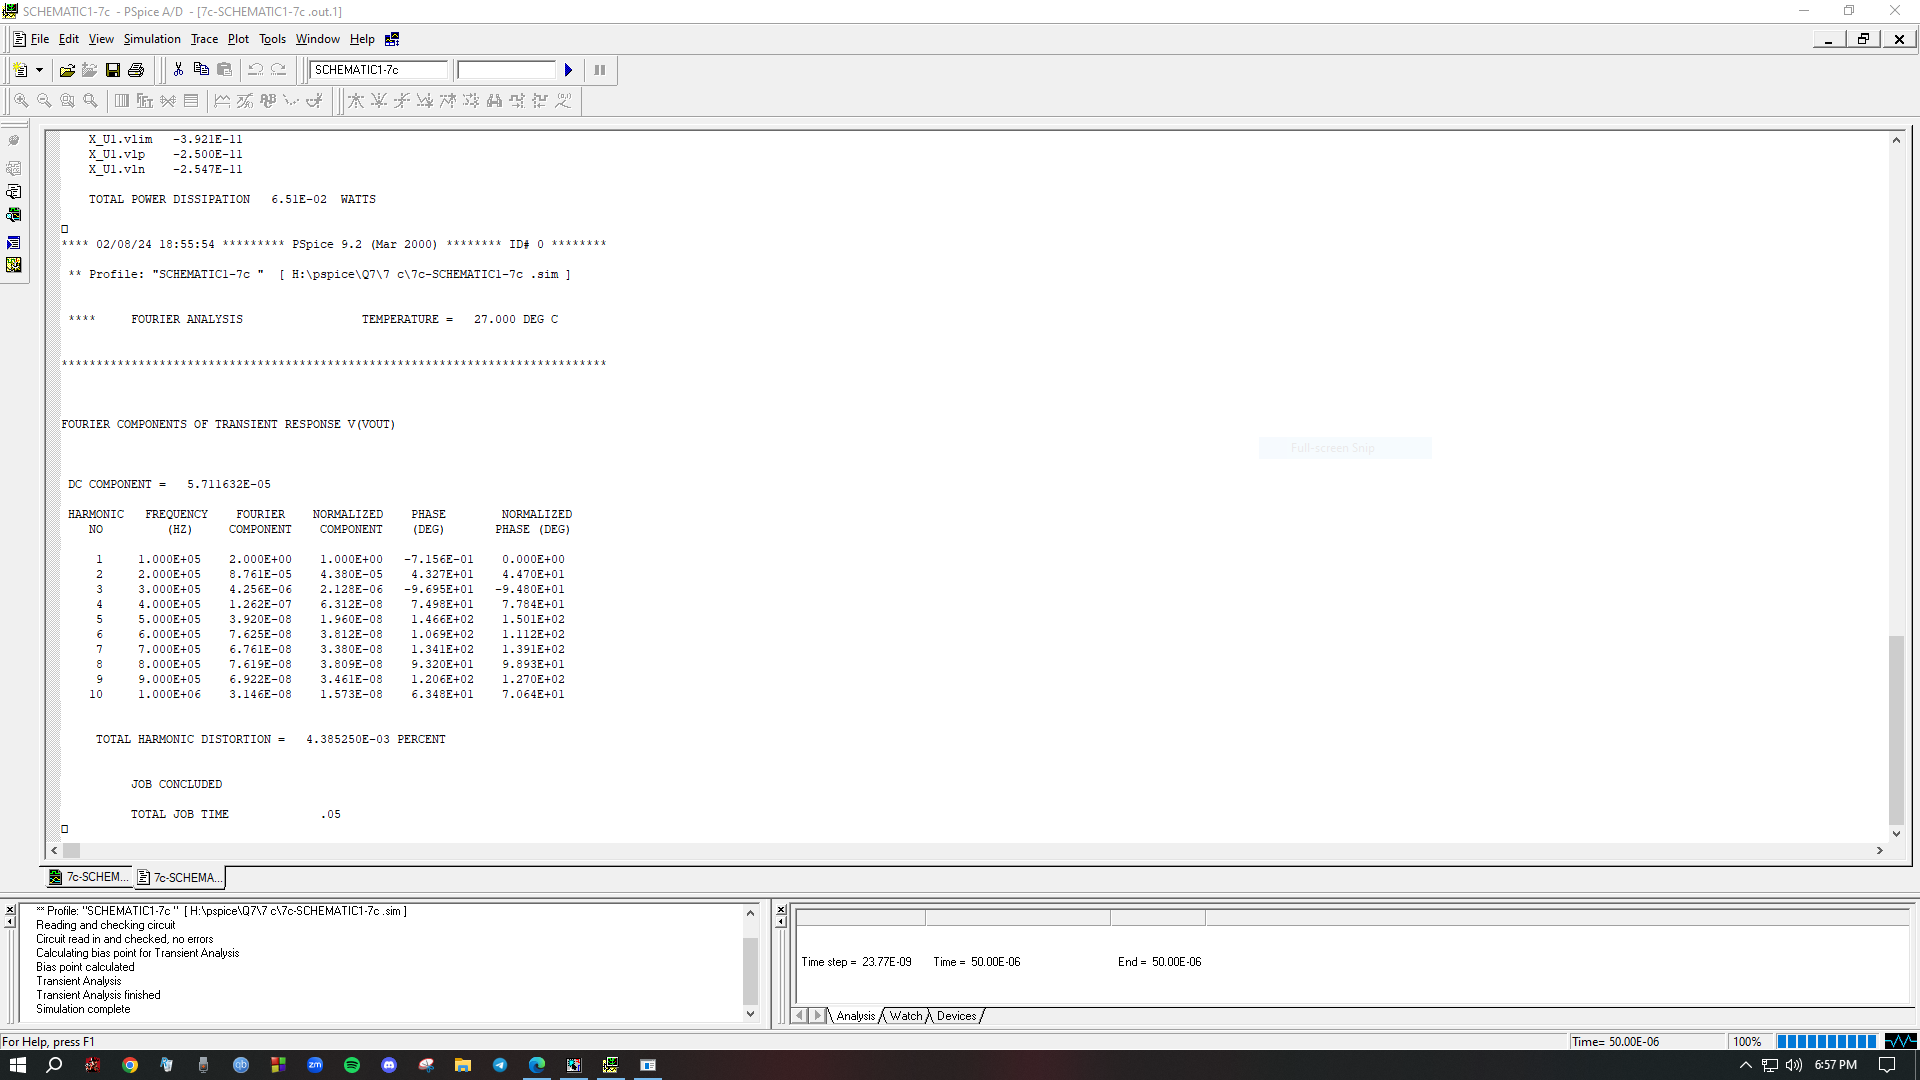 SCHEMATIC1-7c - PSpice A/D - [7c-SCHEMATIC1-7c .out.1]
File Edit View Simulation Trace Plot Tools Window Help
SCHEMATIC1-7c
X_U1.vlim -3.921E-11
X_U1.vlp -2.500E-11
X_U1.vln -2.547E-11
TOTAL POWER DISSIPATION 6.51E-02 WATTS
**** 02/08/24 18:55:54 ********* PSpice 9.2 (Mar 2000) ******** ID# 0 ********
** Profile: "SCHEMATIC1-7c " [ H:\pspice\Q7\7 c\7c-SCHEMATIC1-7c .sim ]
**** FOURIER ANALYSIS TEMPERATURE = 27.000 DEG C
******************************************************************************
FOURIER COMPONENTS OF TRANSIENT RESPONSE V(VOUT)
Full-screen Snip
DC COMPONENT = 5.711632E-05
HARMONIC FREQUENCY FOURIER NORMALIZED PHASE NORMALIZED
NO (HZ) COMPONENT COMPONENT (DEG) PHASE (DEG)
1 1.000E+05 2.000E+00 1.000E+00 -7.156E-01 0.000E+00
2 2.000E+05 8.761E-05 4.380E-05 4.327E+01 4.470E+01
3 3.000E+05 4.256E-06 2.128E-06 -9.695E+01 -9.480E+01
4 4.000E+05 1.262E-07 6.312E-08 7.498E+01 7.784E+01
5 5.000E+05 3.920E-08 1.960E-08 1.466E+02 1.501E+02
6 6.000E+05 7.625E-08 3.812E-08 1.069E+02 1.112E+02
7 7.000E+05 6.761E-08 3.380E-08 1.341E+02 1.391E+02
8 8.000E+05 7.619E-08 3.809E-08 9.320E+01 9.893E+01
9 9.000E+05 6.922E-08 3.461E-08 1.206E+02 1.270E+02
10 1.000E+06 3.146E-08 1.573E-08 6.348E+01 7.064E+01
TOTAL HARMONIC DISTORTION = 4.385250E-03 PERCENT
JOB CONCLUDED
TOTAL JOB TIME .05
7c-SCHEM... 7c-SCHEMA...
** Profile: "SCHEMATIC1-7c " [ H:\pspice\Q7\7 c\7c-SCHEMATIC1-7c .sim ]
Reading and checking circuit
Circuit read in and checked, no errors
Calculating bias point for Transient Analysis
Bias point calculated
Transient Analysis
Transient Analysis finished
Simulation complete
Time step = 23.77E-09 Time = 50.00E-06 End = 50.00E-06
Analysis Watch Devices
For Help, press F1
Time= 50.00E-06 100%
6:57 PM